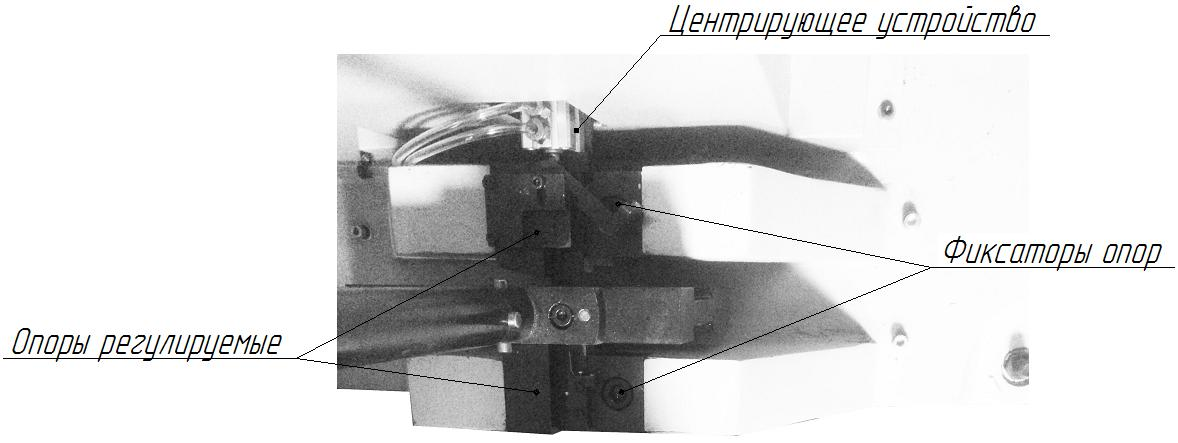 Центрирующее устройство
Фиксаторы опор
Опоры регулируемые